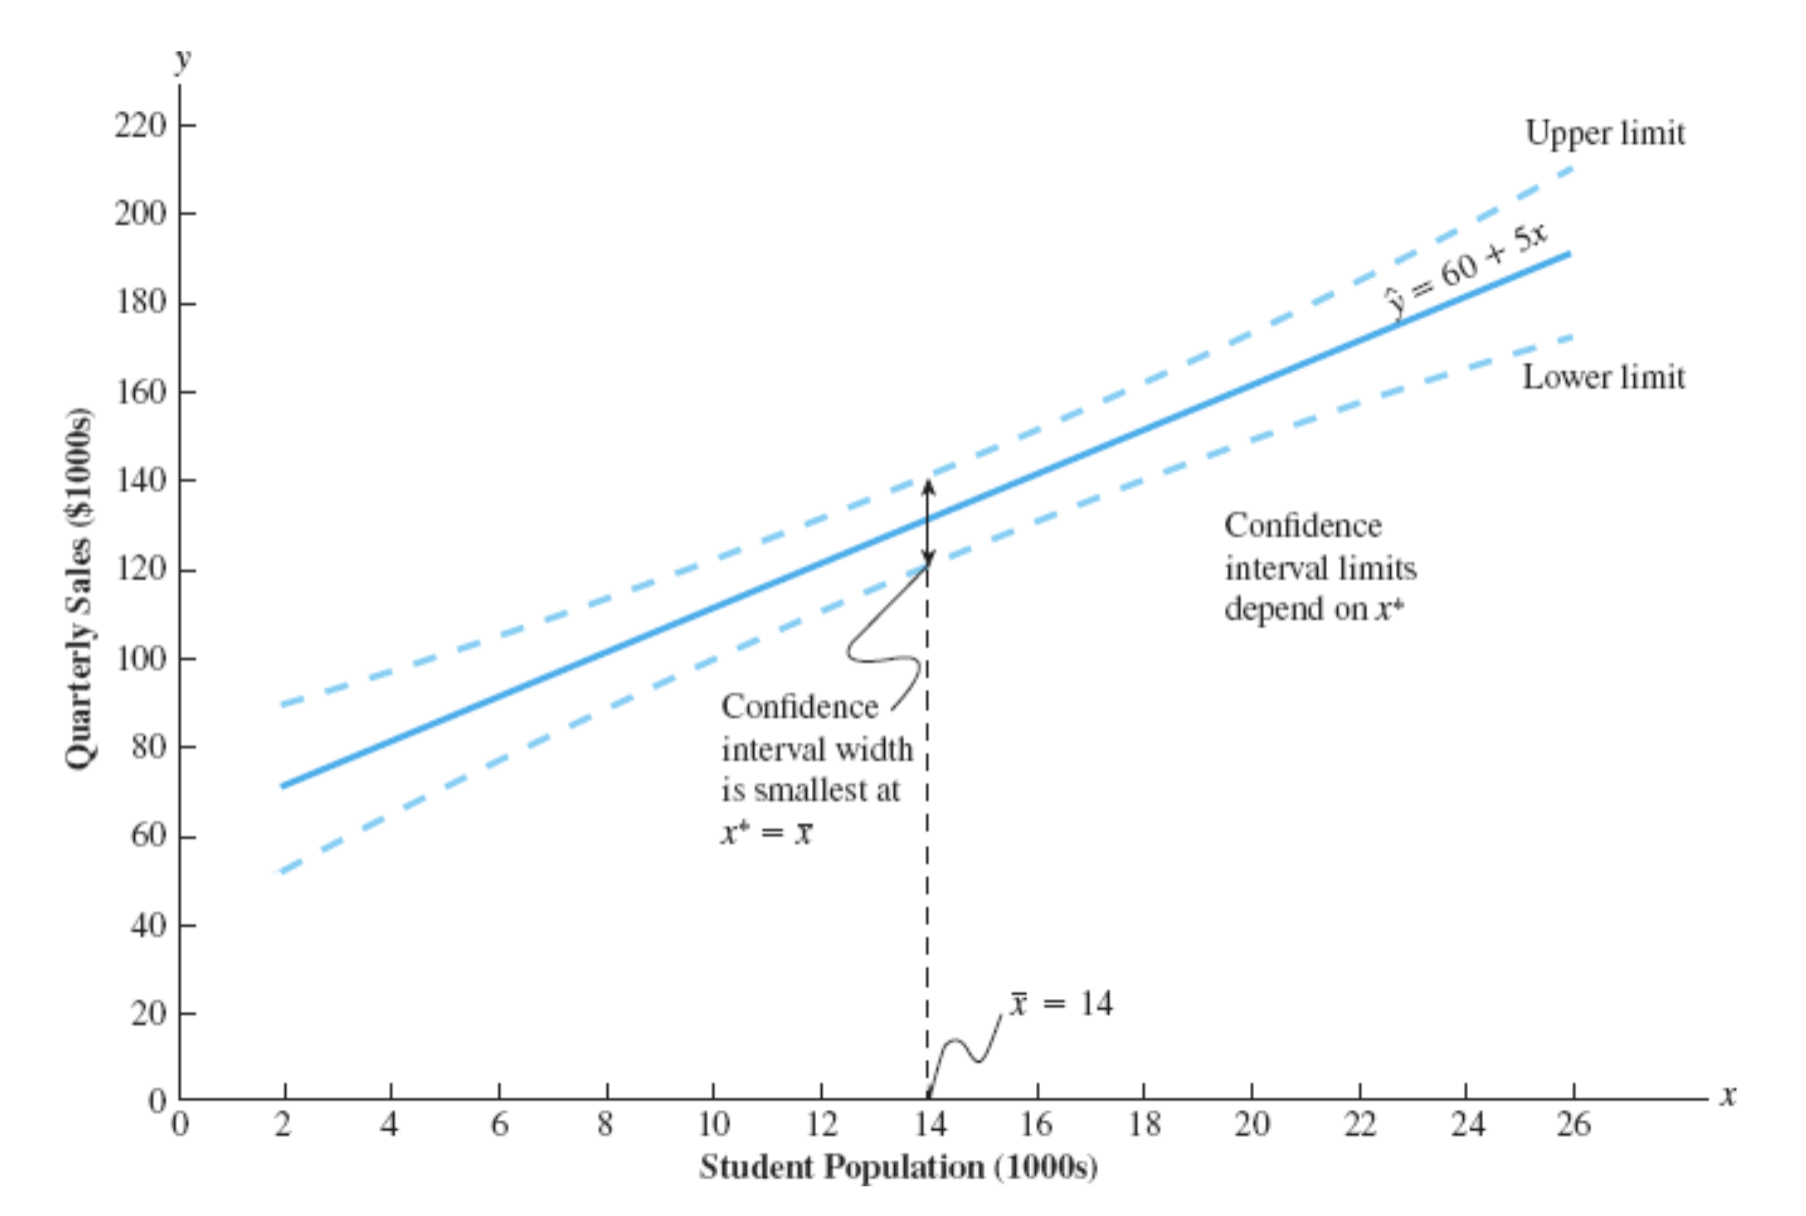 y
220
200
180
160
140
120
100
80
60
40
20
0
Quarterly Sales ($1000s)
Upper limit
ŷ = 60 + 5x
Lower limit
Confidence
interval limits
depend on x*
Confidence
interval width
is smallest at
x* = x̅
x̅ = 14
x
0 2 4 6 8 10 12 14 16 18 20 22 24 26
Student Population (1000s)